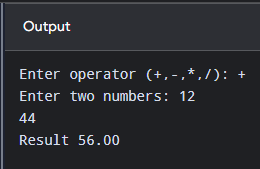 Output
Enter operator (+,-,*,/): +
Enter two numbers: 12
44
Result 56.00